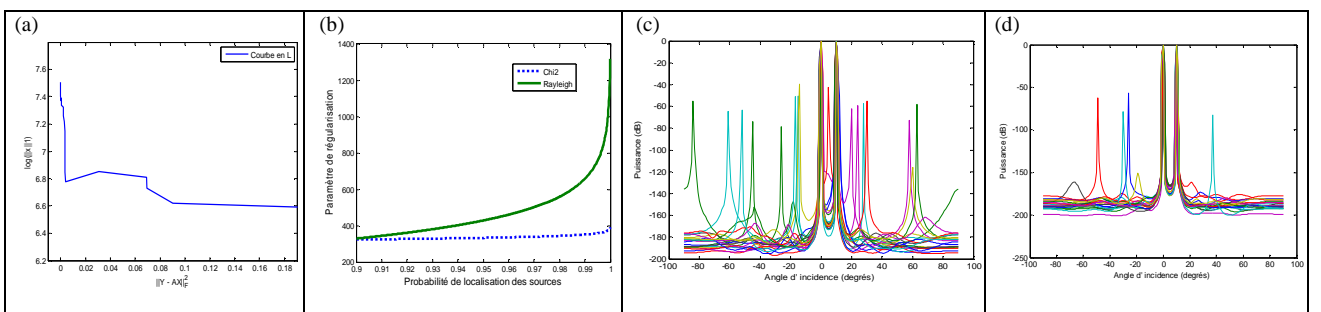 (a)
Courbe en L
log(||x||1)
7.6
7.4
7.2
7
6.8
6.6
6.4
6.2
0 0.02 0.04 0.06 0.08 0.1 0.12 0.14 0.16 0.18
||Y - AX||²F
(b)
Chi2
Rayleigh
Paramètre de régularisation
1400
1200
1000
800
600
400
200
0.9 0.91 0.92 0.93 0.94 0.95 0.96 0.97 0.98 0.99 1
Probabilité de localisation des sources
(c)
Puissance (dB)
0
-20
-40
-60
-80
-100
-120
-140
-160
-180
-200
-100 -80 -60 -40 -20 0 20 40 60 80 100
Angle d' incidence (degrés)
(d)
Puissance (dB)
0
-50
-100
-150
-200
-250
-100 -80 -60 -40 -20 0 20 40 60 80 100
Angle d' incidence (degrés)